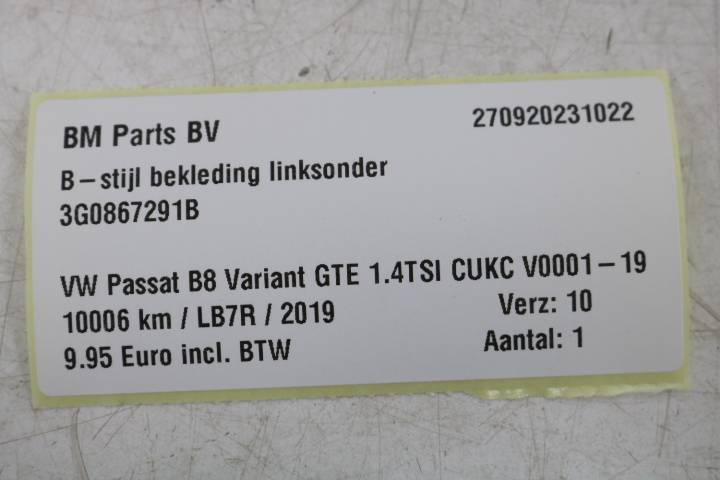 BM Parts BV 270920231022
B-stijl bekleding linksonder
3G0867291B
VW Passat B8 Variant GTE 1.4TSI CUKC V0001-19
10006 km / LB7R / 2019 Verz: 10
9.95 Euro incl. BTW Aantal: 1